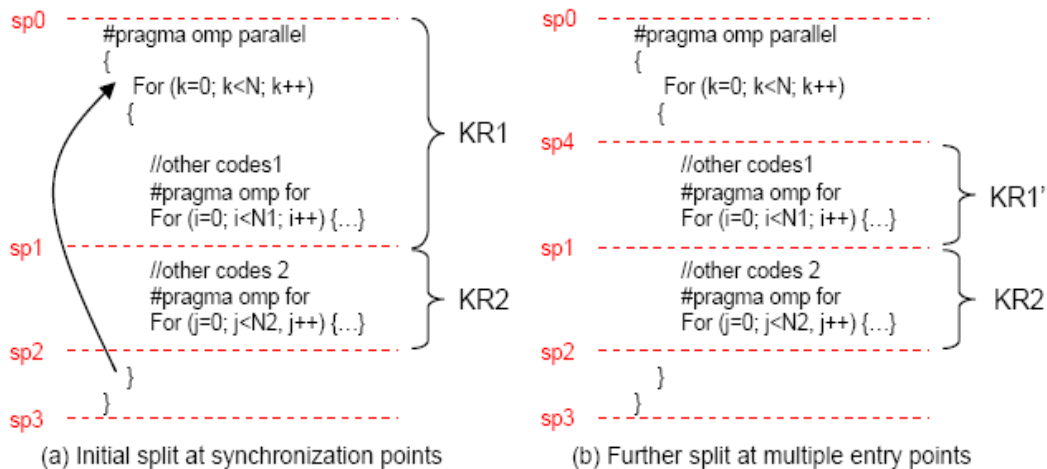 sp0
#pragma omp parallel
{
For (k=0; k<N; k++)
{
KR1
//other codes1
#pragma omp for
For (i=0; i<N1; i++) {...}
sp1
//other codes 2
#pragma omp for
For (j=0; j<N2, j++) {...}
KR2
sp2
}
}
sp3
(a) Initial split at synchronization points
sp0
#pragma omp parallel
{
For (k=0; k<N; k++)
{
sp4
//other codes1
#pragma omp for
For (i=0; i<N1; i++) {...}
KR1'
sp1
//other codes 2
#pragma omp for
For (j=0; j<N2, j++) {...}
KR2
sp2
}
}
sp3
(b) Further split at multiple entry points